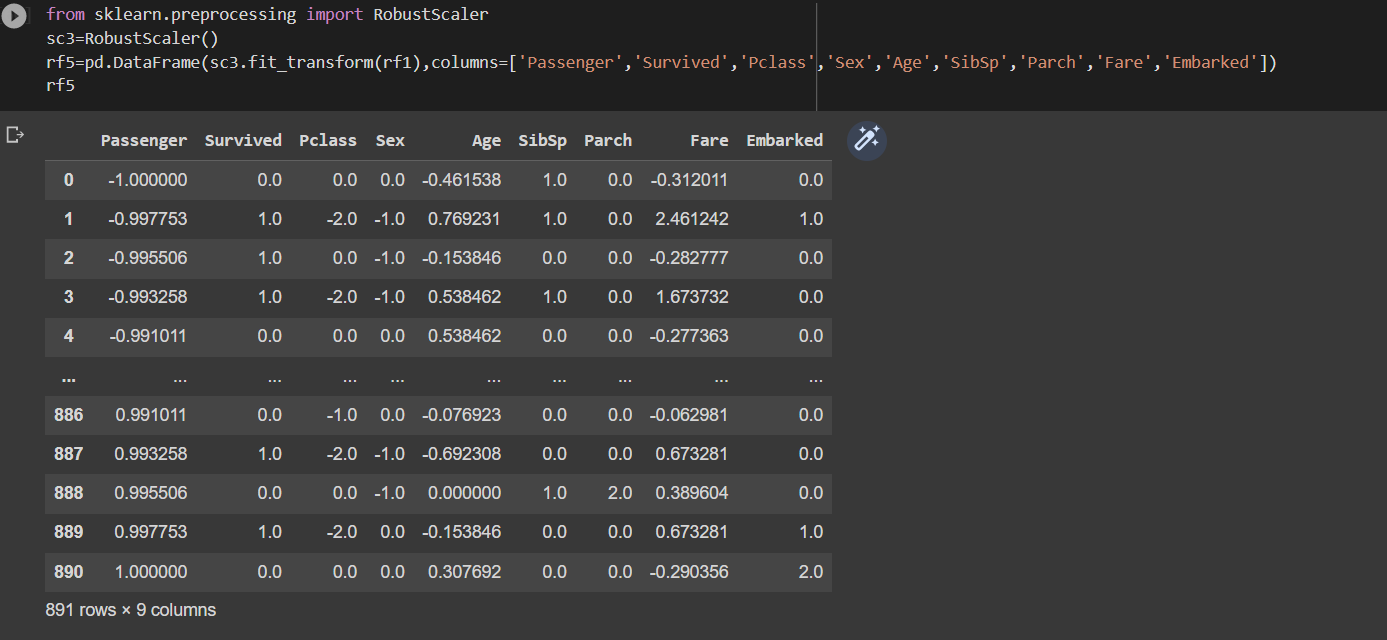 from sklearn.preprocessing import RobustScaler
sc3=RobustScaler()
rf5=pd.DataFrame(sc3.fit_transform(rf1),columns=['Passenger','Survived','Pclass','Sex','Age','SibSp','Parch','Fare','Embarked'])
rf5
Passenger Survived Pclass Sex Age SibSp Parch Fare Embarked
0 -1.000000 0.0 0.0 0.0 -0.461538 1.0 0.0 -0.312011 0.0
1 -0.997753 1.0 -2.0 -1.0 0.769231 1.0 0.0 2.461242 1.0
2 -0.995506 1.0 0.0 -1.0 -0.153846 0.0 0.0 -0.282777 0.0
3 -0.993258 1.0 -2.0 -1.0 0.538462 1.0 0.0 1.673732 0.0
4 -0.991011 0.0 0.0 0.0 0.538462 0.0 0.0 -0.277363 0.0
... ... ... ... ... ... ... ... ... ...
886 0.991011 0.0 -1.0 0.0 -0.076923 0.0 0.0 -0.062981 0.0
887 0.993258 1.0 -2.0 -1.0 -0.692308 0.0 0.0 0.673281 0.0
888 0.995506 0.0 0.0 -1.0 0.000000 1.0 2.0 0.389604 0.0
889 0.997753 1.0 -2.0 0.0 -0.153846 0.0 0.0 0.673281 1.0
890 1.000000 0.0 0.0 0.0 0.307692 0.0 0.0 -0.290356 2.0
891 rows × 9 columns